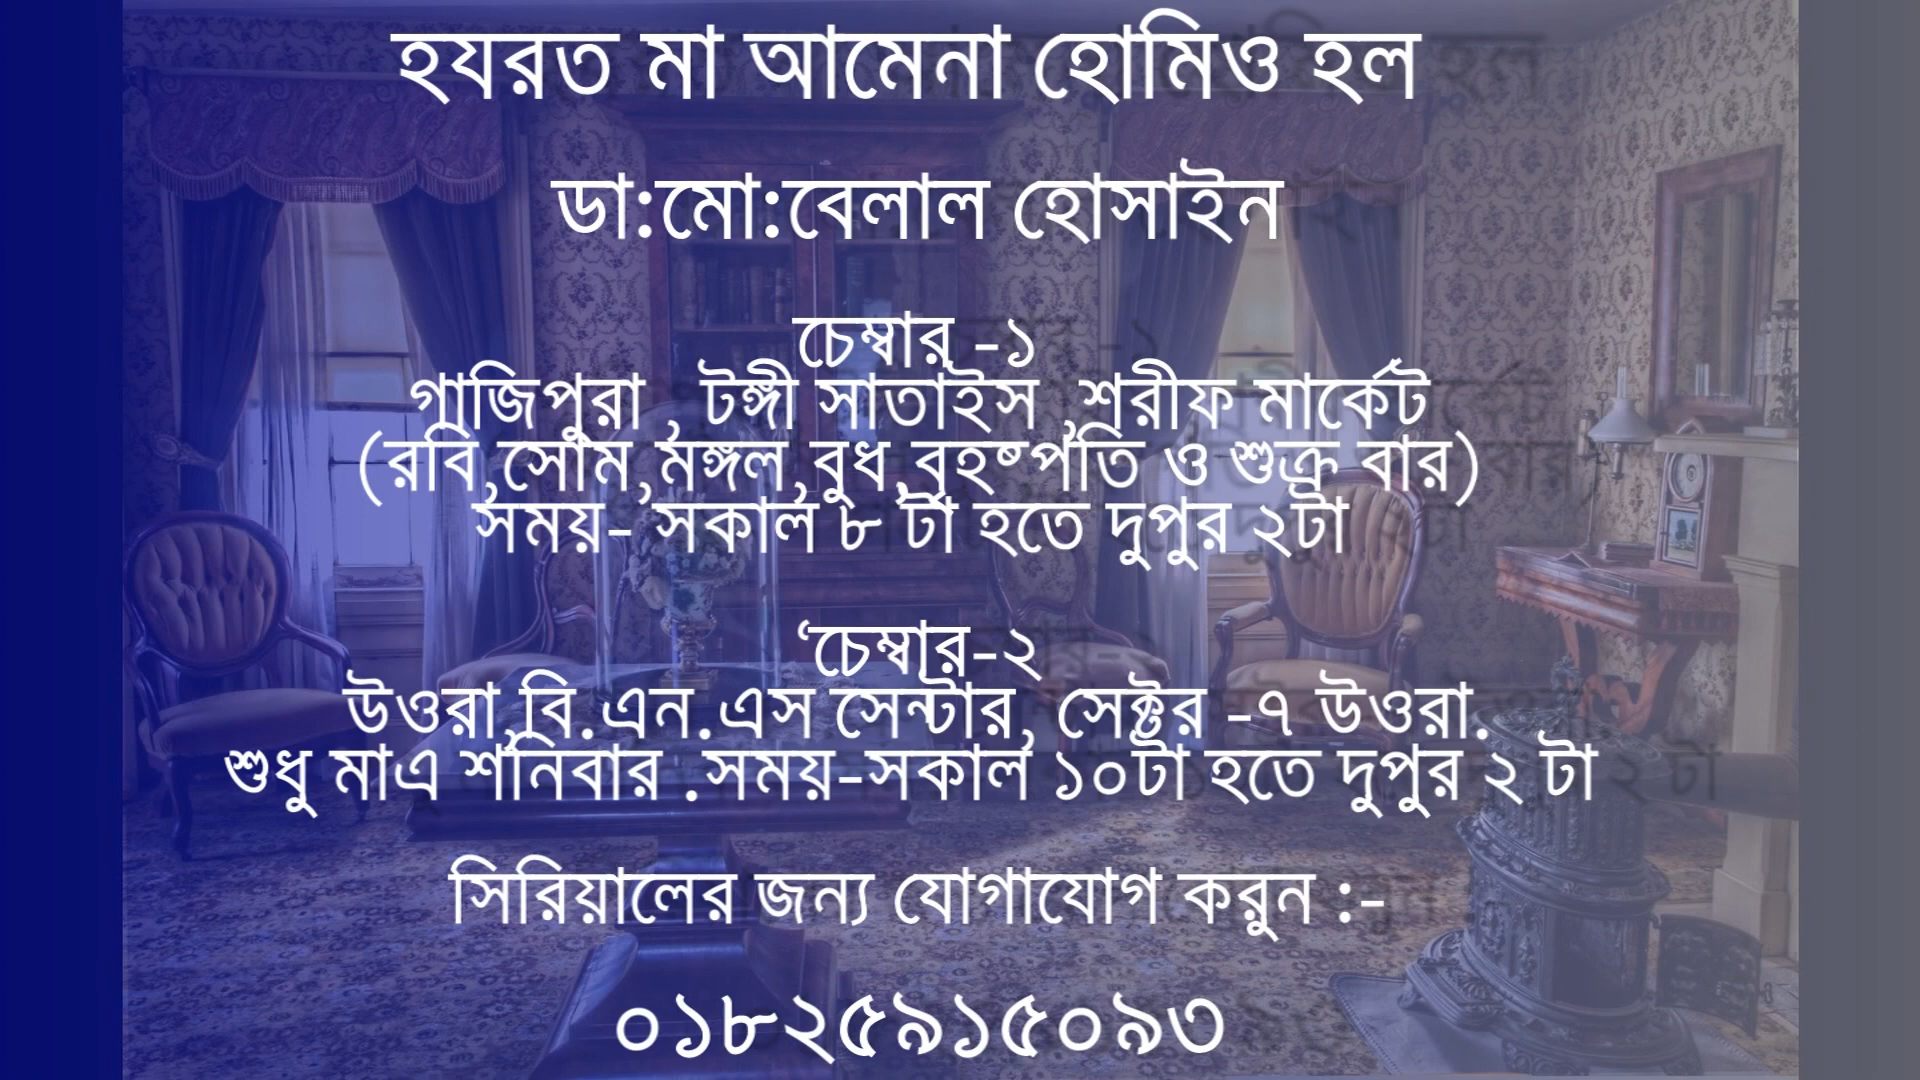 হযরত মা আমেনা হোমিও হল
ডা:মো:বেলাল হোসাইন
চেম্বার -১
গাজিপুরা , টঙ্গী সাতাইস ,শরীফ মার্কেট
(রবি,সোম,মঙ্গল,বুধ,বৃহস্পতি ও শুক্র বার)
সময়- সকাল ৮ টা হতে দুপুর ২টা
‘চেম্বার-২
উওরা,বি.এন.এস সেন্টার, সেক্টর -৭ উওরা.
শুধু মাএ শনিবার .সময়-সকাল ১০টা হতে দুপুর ২ টা
সিরিয়ালের জন্য যোগাযোগ করুন :-
০১৮২৫৯১৫০৯৩